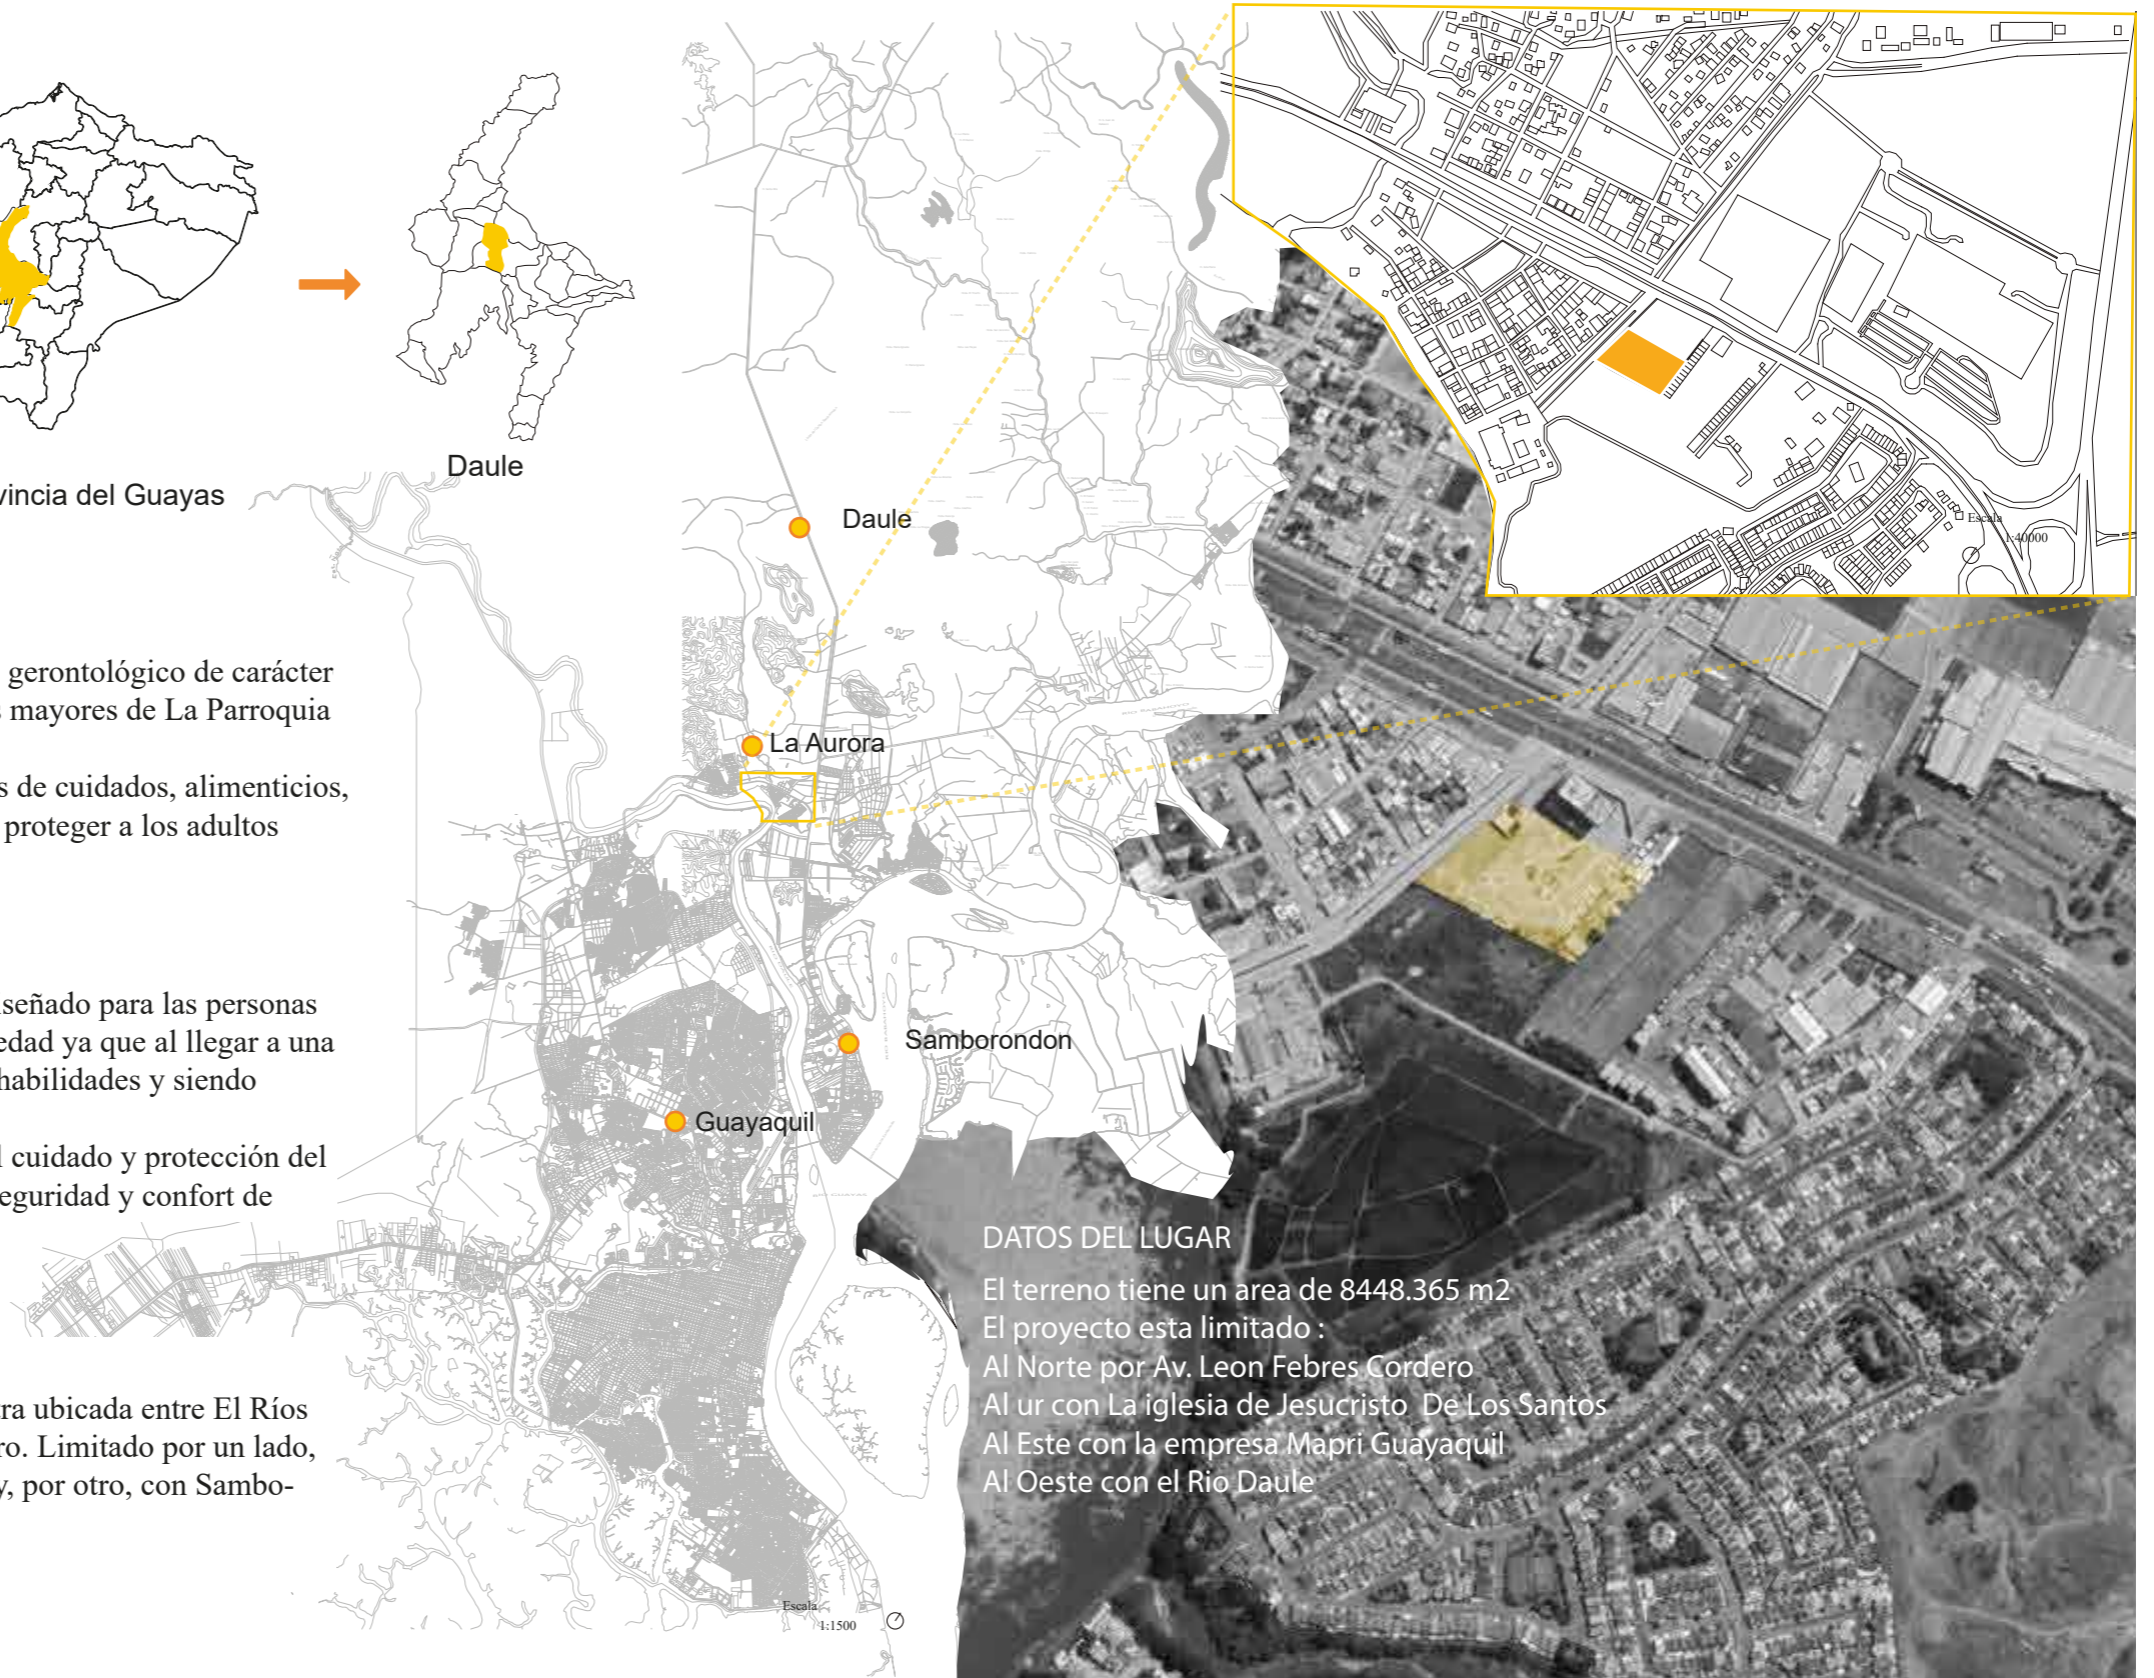 Daule
vincia del Guayas
gerontológico de carácter
s mayores de La Parroquia
s de cuidados, alimenticios,
proteger a los adultos
señado para las personas
edad ya que al llegar a una
habilidades y siendo
l cuidado y protección del
eguridad y confort de
tra ubicada entre El Ríos
ro. Limitado por un lado,
y, por otro, con Sambo-
Daule
La Aurora
Samborondon
Guayaquil
Escala
1:1500
Escala
1:40000
DATOS DEL LUGAR
El terreno tiene un area de 8448.365 m2
El proyecto esta limitado :
Al Norte por Av. Leon Febres Cordero
Al ur con La iglesia de Jesucristo De Los Santos
Al Este con la empresa Mapri Guayaquil
Al Oeste con el Rio Daule